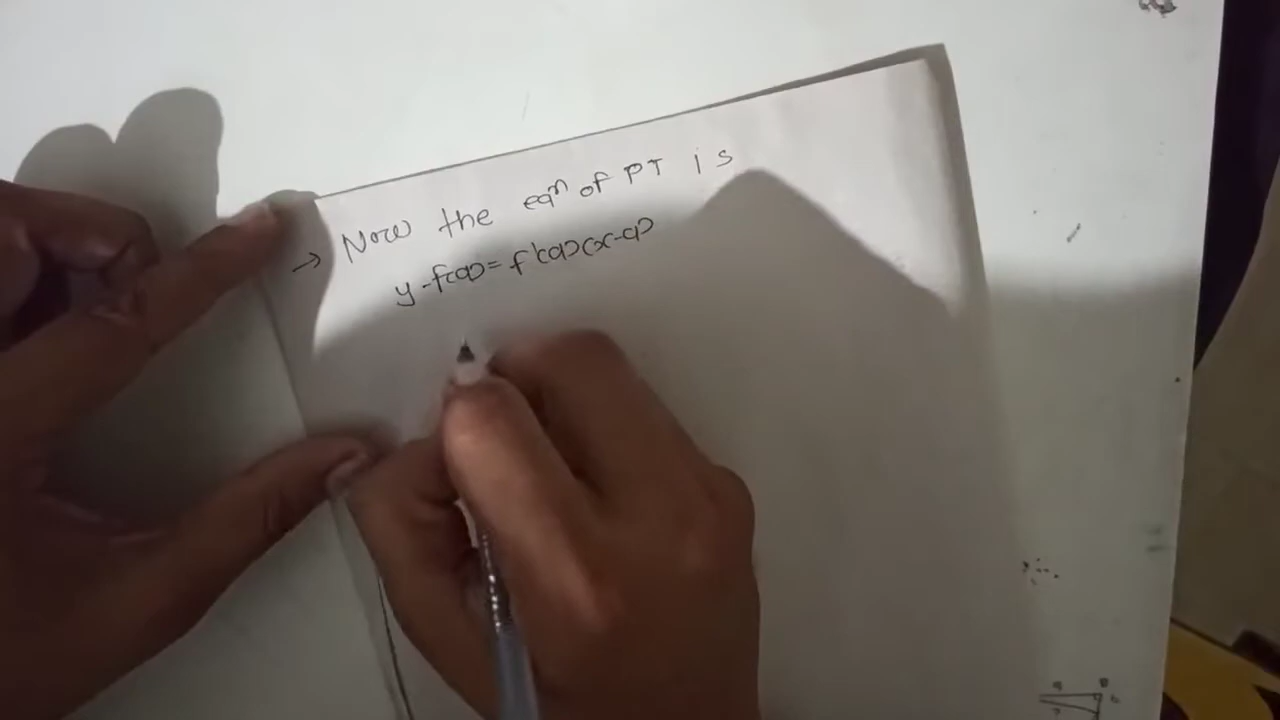 → Now the eqⁿ of PT is
y-f(a)= f'(a)(x-a)